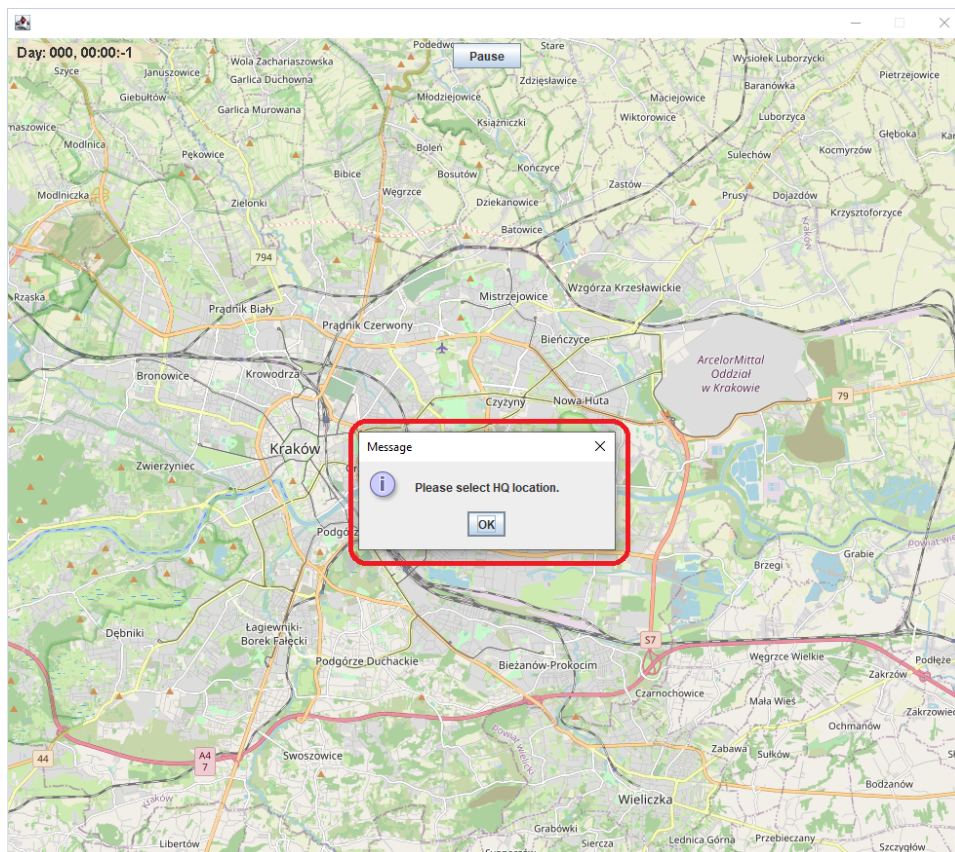 Day: 000, 00:00:-1
Pause
Stare
Wola Zachariaszowska
Wysiołek Luborzycki
Szyce
Januszowice
Garlica Duchowna
Zdzięsławice
Baranówka
Pietrzejowice
Giebułtów
Garlica Murowana
Młodziejowice
Maciejowice
Książniczki
Wiktorowice
Luborzyca
Głęboka
Modlnica
Boleń
Pękowice
Sulechów
Kocmyrzów
Bibice
Bosutów
Kończyce
Węgrzce
Zastów
Modlniczka
Zielonki
Dziekanowice
Prusy
Dojazdów
Krzysztoforzyce
Batowice
Kraków
794
Wzgórza Krzesławickie
Rząska
Mistrzejowice
Prądnik Biały
Prądnik Czerwony
Bieńczyce
ArcelorMittal
Oddział
w Krakowie
Bronowice
Krowodrza
79
Czyżyny
Nowa Huta
Kraków
Message
Zwierzyniec
Please select HQ location.
OK
Grabie
Brzegi
Dębniki
Łagiewniki-
Borek Fałęcki
S7
Podgórze Duchackie
Bieżanów-Prokocim
Węgrzce Wielkie
Podłęże
Zakrzów
Czarnochowice
Mała Wieś
Ochmanów
Swoszowice
44
A4
7
powiat wielicki
Zabawa
Sułków
Bodzanów
Kraków
Wieliczka
Grabówki
Libertów
Siercza
Lednica Górna
Przebieczany
Szczygłów